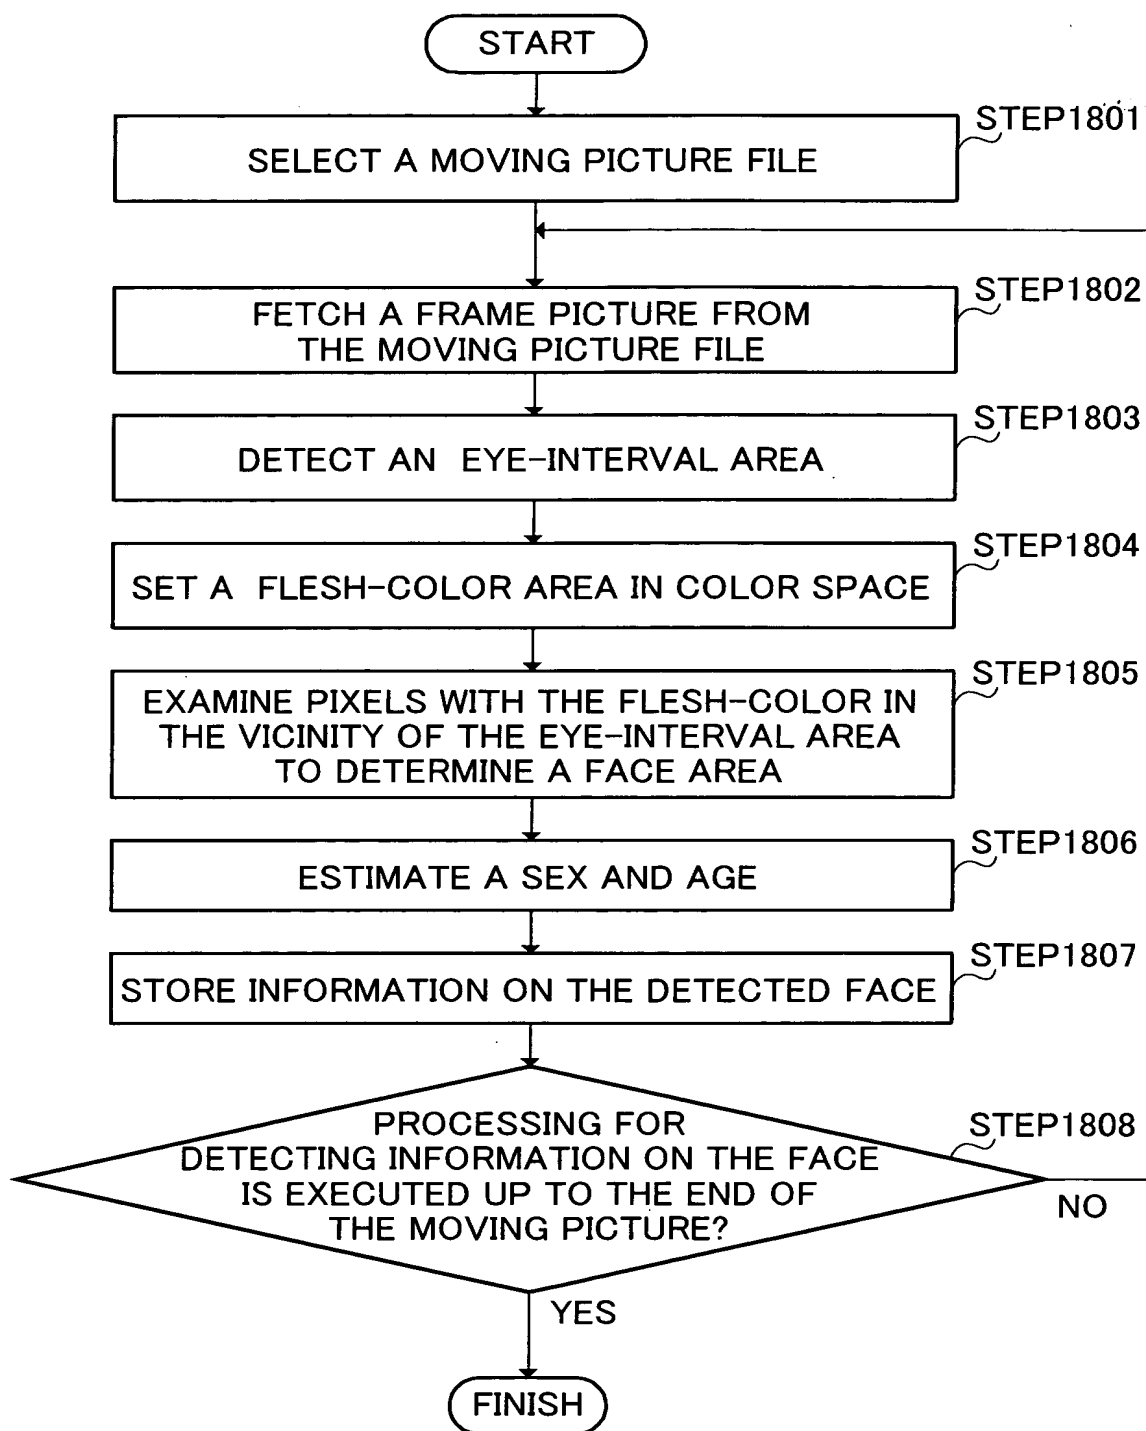 START
STEP1801
SELECT A MOVING PICTURE FILE
STEP1802
FETCH A FRAME PICTURE FROM
THE MOVING PICTURE FILE
STEP1803
DETECT AN EYE-INTERVAL AREA
STEP1804
SET A FLESH-COLOR AREA IN COLOR SPACE
STEP1805
EXAMINE PIXELS WITH THE FLESH-COLOR IN
THE VICINITY OF THE EYE-INTERVAL AREA
TO DETERMINE A FACE AREA
STEP1806
ESTIMATE A SEX AND AGE
STEP1807
STORE INFORMATION ON THE DETECTED FACE
STEP1808
PROCESSING FOR
DETECTING INFORMATION ON THE FACE
IS EXECUTED UP TO THE END OF
THE MOVING PICTURE?
NO
YES
FINISH